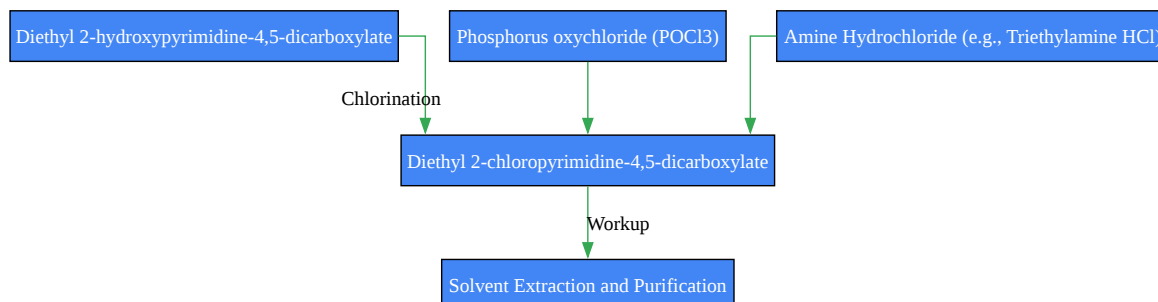 Diethyl 2-hydroxypyrimidine-4,5-dicarboxylate
Phosphorus oxychloride (POCl3)
Amine Hydrochloride (e.g., Triethylamine HCl)
Chlorination
Diethyl 2-chloropyrimidine-4,5-dicarboxylate
Workup
Solvent Extraction and Purification